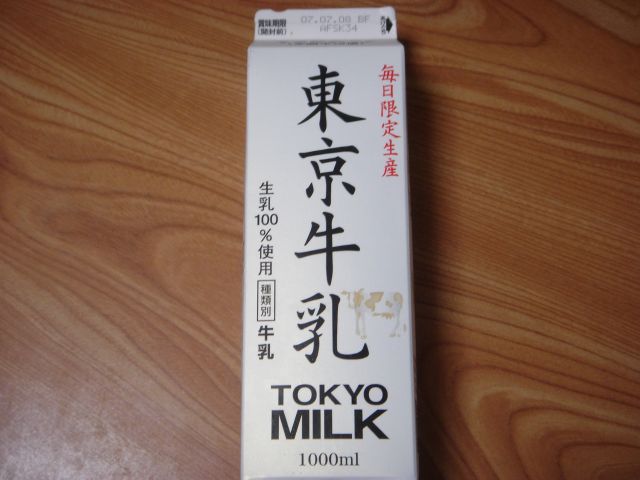 賞味期限
(開封前)
07.07.08 BF
AFSK34
毎日限定生産
東京牛乳
生乳100%使用
種類別 牛乳
TOKYO
MILK
1000ml